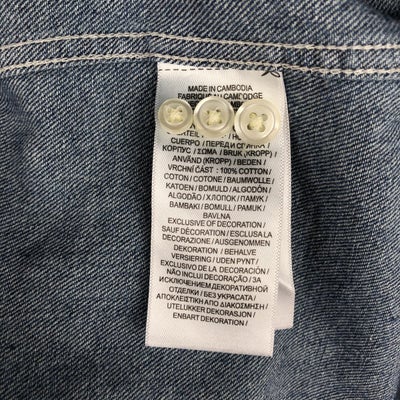 MADE IN CAMBODIA
FABRIQUÉ AU CAMBODGE
CUERPO / ПЕРЕД И СПИНКА /
КОРПУС / ΣΩΜΑ / BRUK (KROPP) /
ANVÄND (KROPP) / BEDEN /
VRCHNÍ ČÁST : 100% COTTON /
COTON / COTONE / BAUMWOLLE /
KATOEN / BOMULD / ALGODÓN /
ALGODÃO / ХЛОПОК / ПАМУК /
BAMBAKI / BOMULL / PAMUK /
BAVLNA
EXCLUSIVE OF DECORATION /
SAUF DÉCORATION / ESCLUSA LA
DECORAZIONE / AUSGENOMMEN
DEKORATION / BEHALVE
VERSIERING / UDEN PYNT /
EXCLUSIVO DE DECORACIÓN /
NÃO INCLUI DECORAÇÃO / ЗА
ИСКЛЮЧЕНИЕМ ДЕКОРАТИВНОЙ
ОТДЕЛКИ / БЕЗ УКРАСАТА /
ΑΠΟΚΛΕΙΣΤΙΚΗ ΑΠΟ ΔΙΑΚΟΣΜΗΣΗ /
UTELUKKER DEKORASJON /
ENBART DEKORATION /